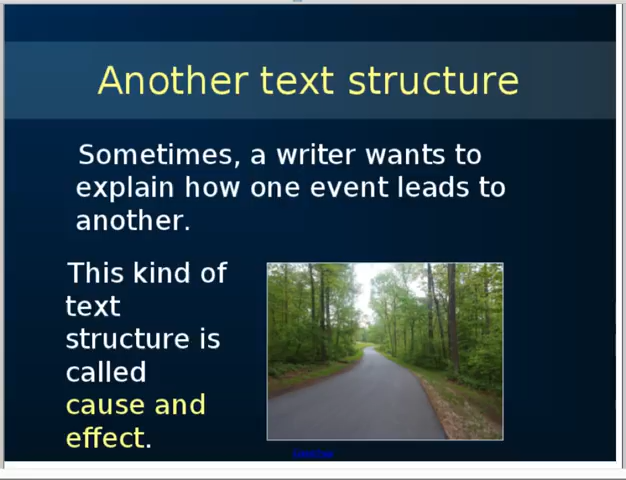 Another text structure
Sometimes, a writer wants to
explain how one event leads to
another.
This kind of
text
structure is
called
cause and
effect.